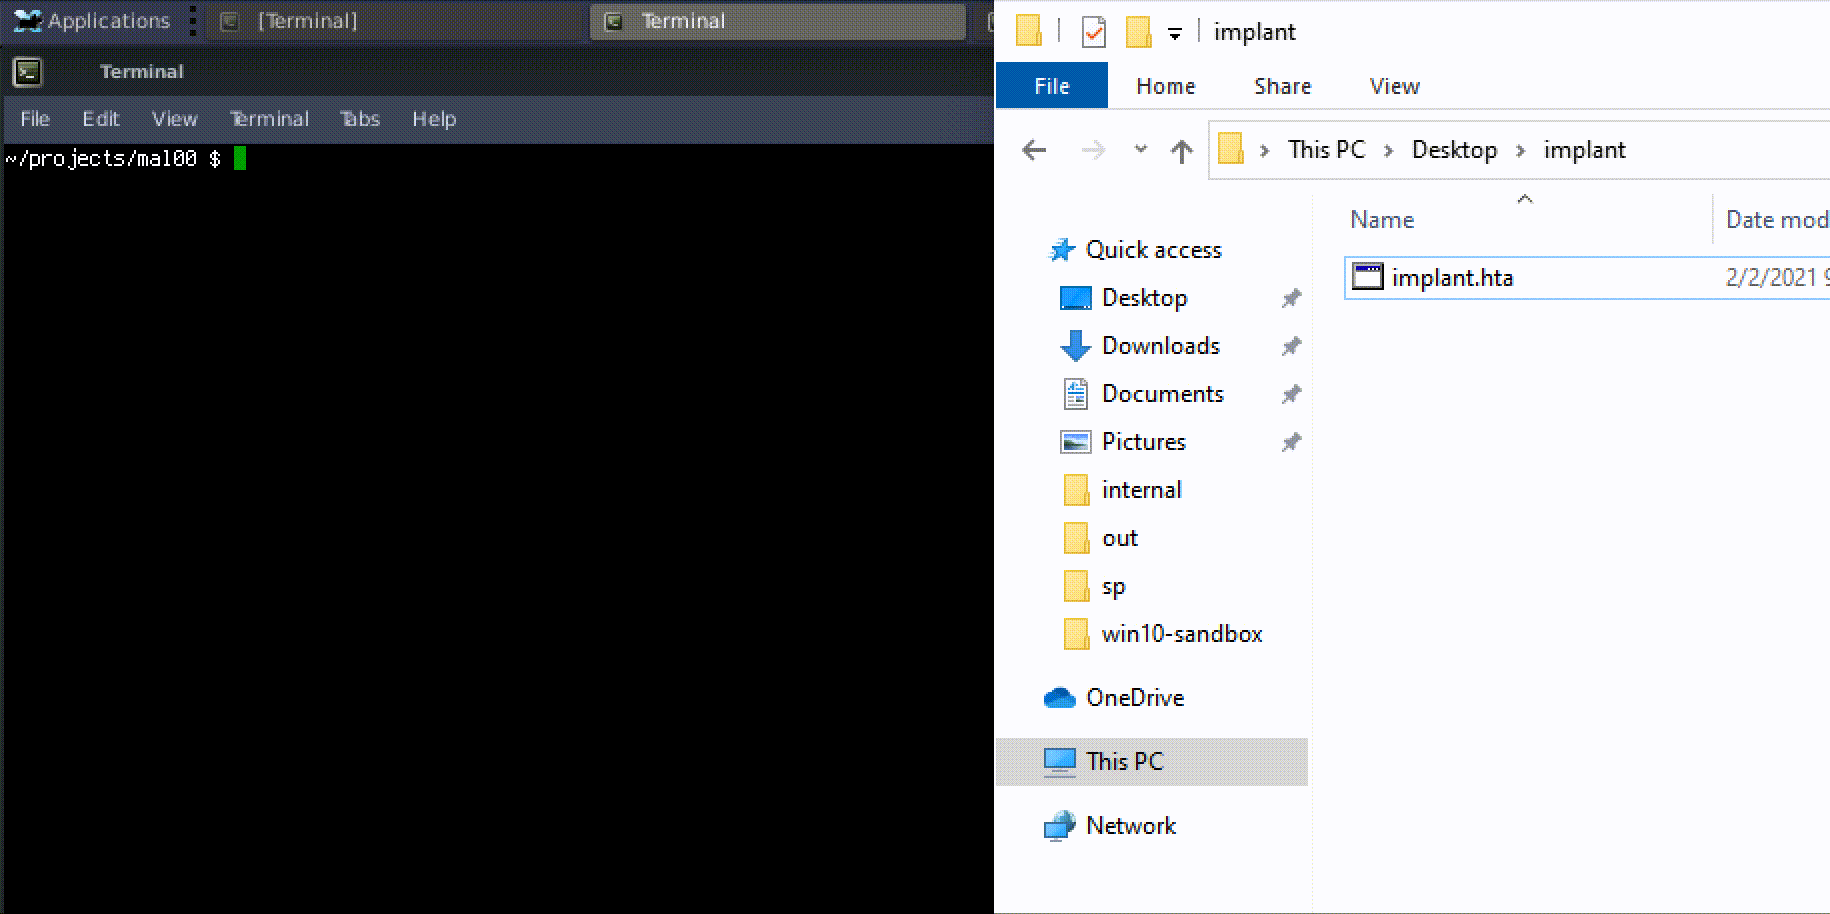 Applications [Terminal] Terminal
Terminal
File Edit View Terminal Tabs Help
~/projects/mal00 $
implant
File Home Share View
This PC > Desktop > implant
Name Date mod
implant.hta 2/2/2021 9
Quick access
Desktop
Downloads
Documents
Pictures
internal
out
sp
win10-sandbox
OneDrive
This PC
Network